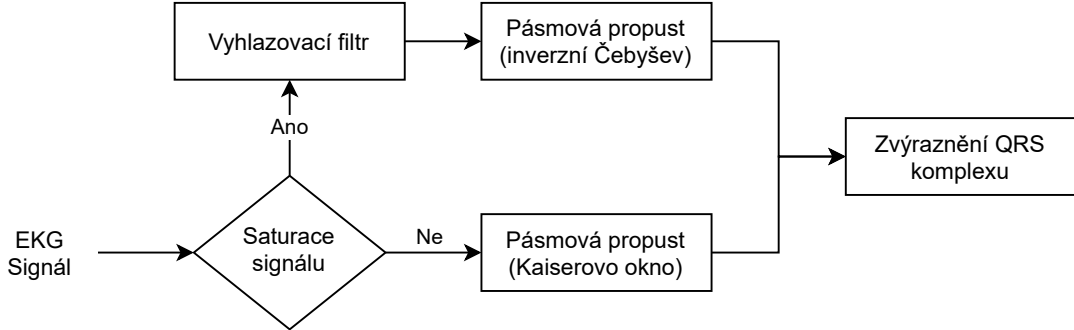 Vyhlazovací filtr
Pásmová propust
(inverzní Čebyšev)
Ano
Zvýraznění QRS
komplexu
EKG
Signál
Saturace
signálu
Ne
Pásmová propust
(Kaiserovo okno)